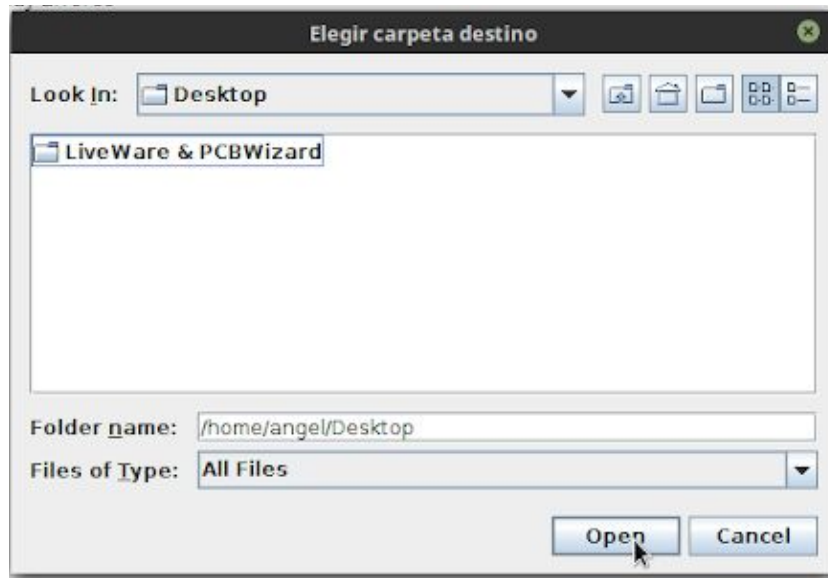 Elegir carpeta destino
Look In: Desktop
LiveWare & PCBWizard
Folder name: /home/angel/Desktop
Files of Type: All Files
Open Cancel